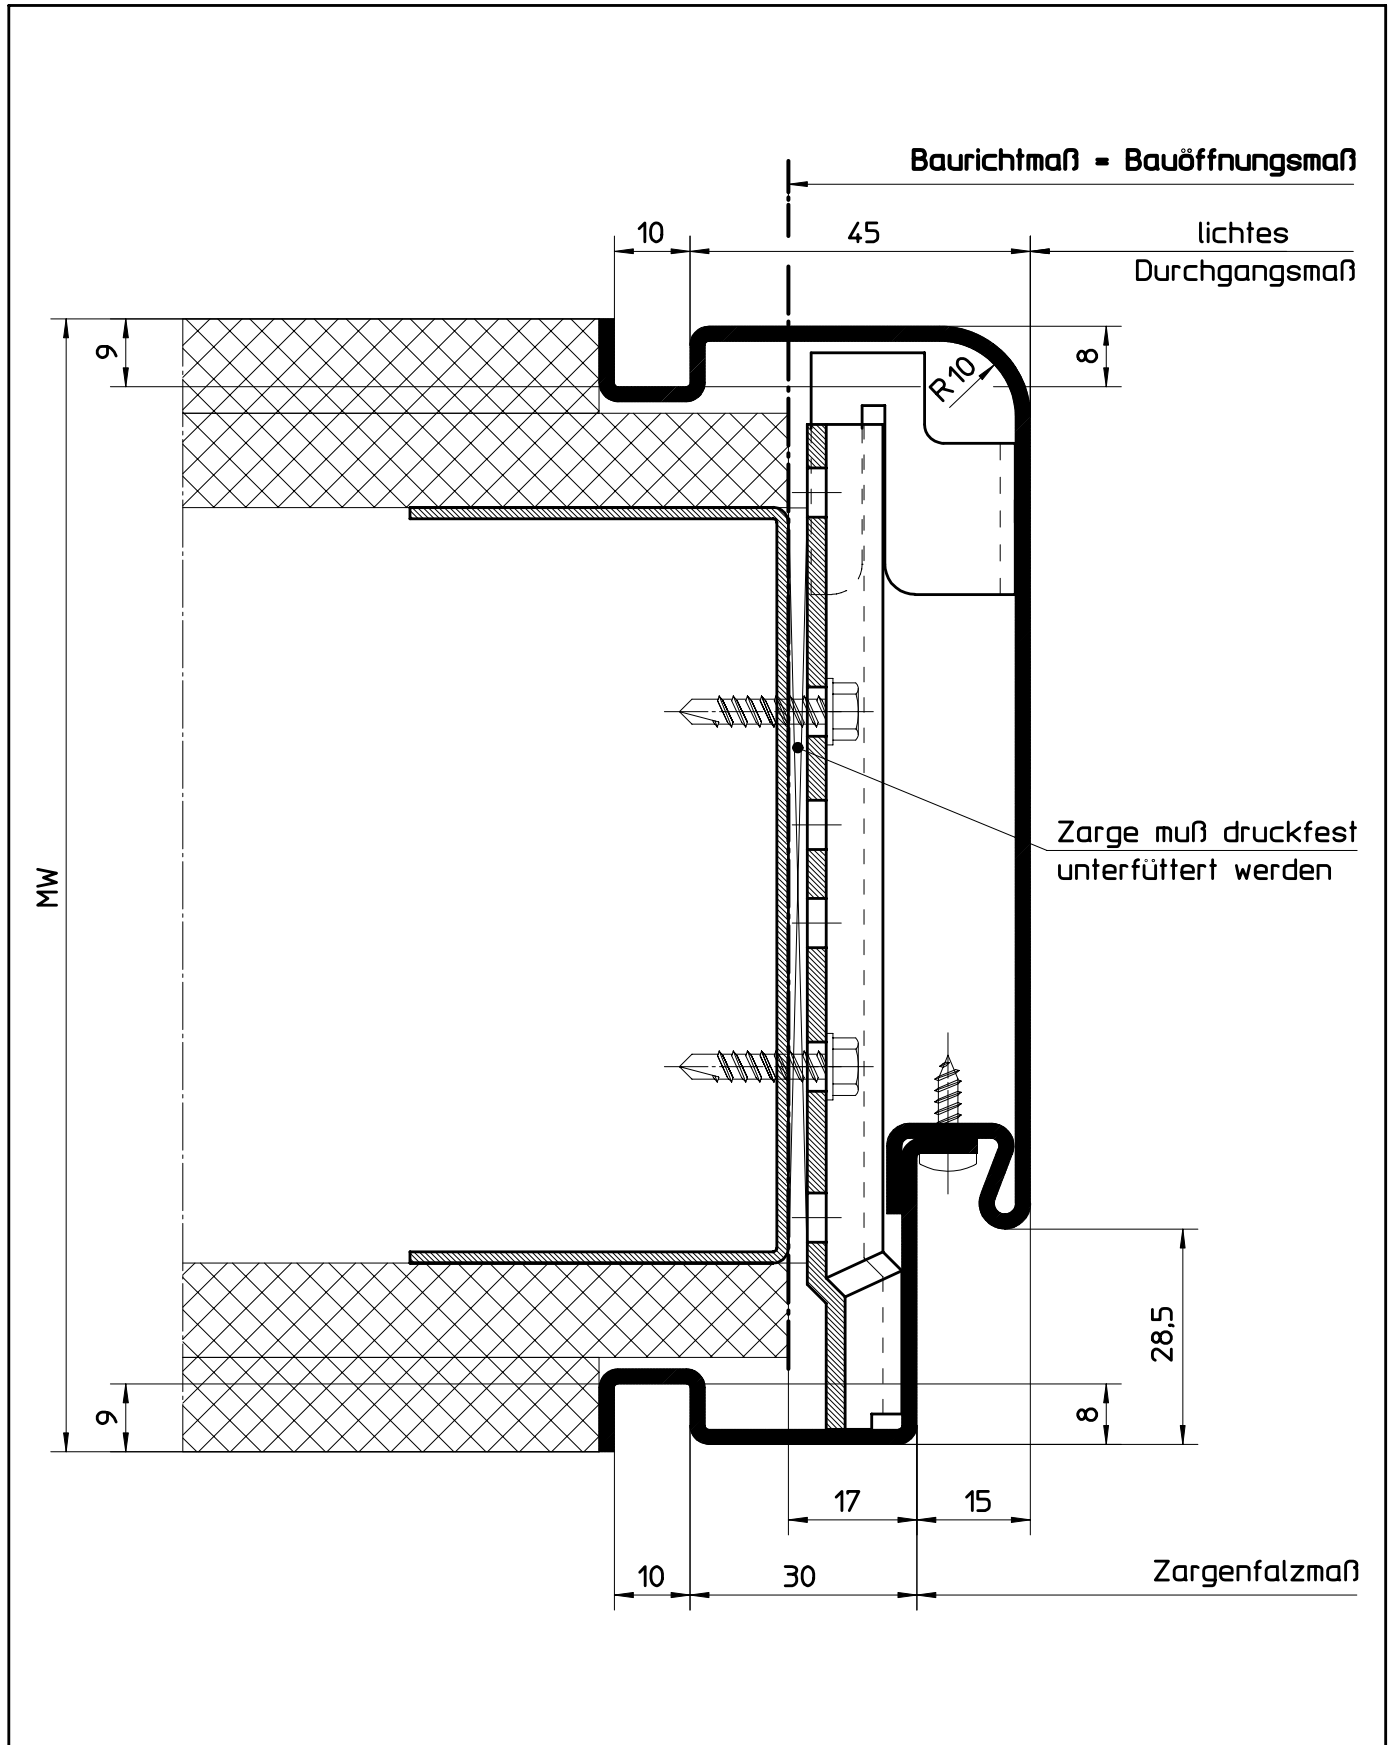 Baurichtmaß = Bauöffnungsmaß
10
45
lichtes
Durchgangsmaß
9
8
R10
Zarge muß druckfest
unterfüttert werden
MW
28,5
9
8
17
15
10
30
Zargenfalzmaß